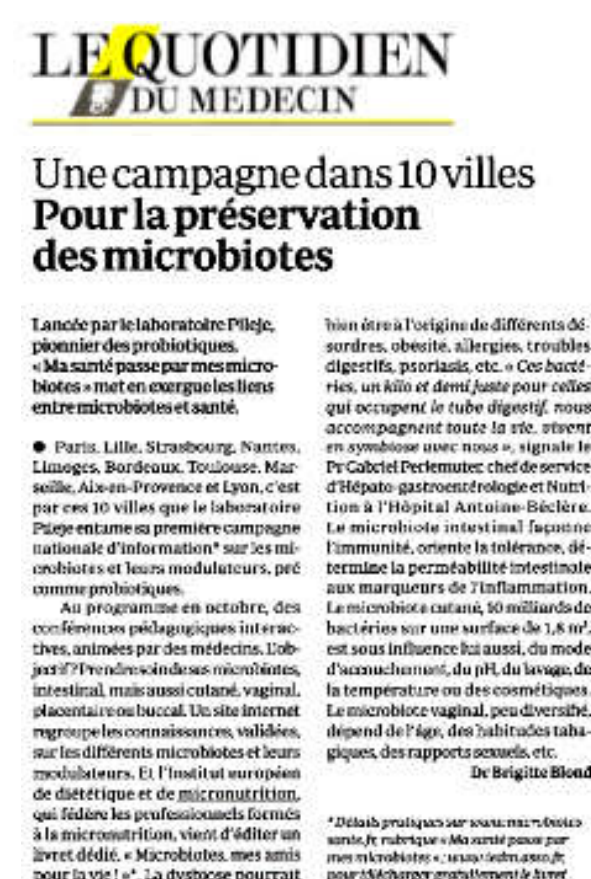 LE QUOTIDIEN
DU MEDECIN
Une campagne dans 10 villes
Pour la préservation
des microbiotes
Lancée par le laboratoire Pileje,
pionnier des probiotiques,
« Ma santé passe par mes micro-
biotes » met en exergue les liens
entre microbiotes et santé.
● Paris, Lille, Strasbourg, Nantes,
Limoges, Bordeaux, Toulouse, Mar-
seille, Aix-en-Provence et Lyon, c'est
par ces 10 villes que le laboratoire
Pileje entame sa première campagne
nationale d'information* sur les mi-
crobiotes et leurs modulateurs, pré
comme probiotiques.
Au programme en octobre, des
conférences pédagogiques interac-
tives, animées par des médecins. L'ob-
jectif ? Prendre soin de ses microbiotes,
intestinal, mais aussi cutané, vaginal,
placentaire ou buccal. Un site internet
regroupe les connaissances, validées,
sur les différents microbiotes et leurs
modulateurs. Et l'Institut européen
de diététique et de micronutrition,
qui fédère les professionnels formés
à la micronutrition, vient d'éditer un
livret dédié, « Microbiotes, mes amis
pour la vie ! »*. La dysbiose pourrait
bien être à l'origine de différents dé-
sordres, obésité, allergies, troubles
digestifs, psoriasis, etc. « Ces bacté-
ries, un kilo et demi juste pour celles
qui occupent le tube digestif, nous
accompagnent toute la vie, vivent
en symbiose avec nous », signale le
Pr Gabriel Perlemuter, chef de service
d'Hépato-gastroentérologie et Nutri-
tion à l'Hôpital Antoine-Béclère.
Le microbiote intestinal façonne
l'immunité, oriente la tolérance, dé-
termine la perméabilité intestinale
aux marqueurs de l'inflammation.
Le microbiote cutané, 10 milliards de
bactéries sur une surface de 1,8 m²,
est sous influence lui aussi, du mode
d'accouchement, du pH, du lavage, de
la température ou des cosmétiques.
Le microbiote vaginal, peu diversifié,
dépend de l'âge, des habitudes taba-
giques, des rapports sexuels, etc.
Dr Brigitte Blond
* Détails pratiques sur www.microbiotes-
sante.fr, rubrique « Ma santé passe par
mes microbiotes » ; www.iedm.asso.fr,
pour télécharger gratuitement le livret